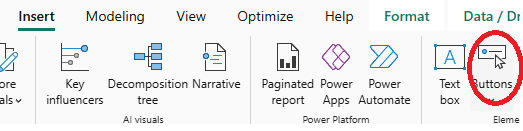 Insert Modeling View Optimize Help Format Data / Dr
ore Key Decomposition Narrative Paginated Power Power Text Buttons
als influencers tree report Apps Automate box
AI visuals Power Platform Eleme